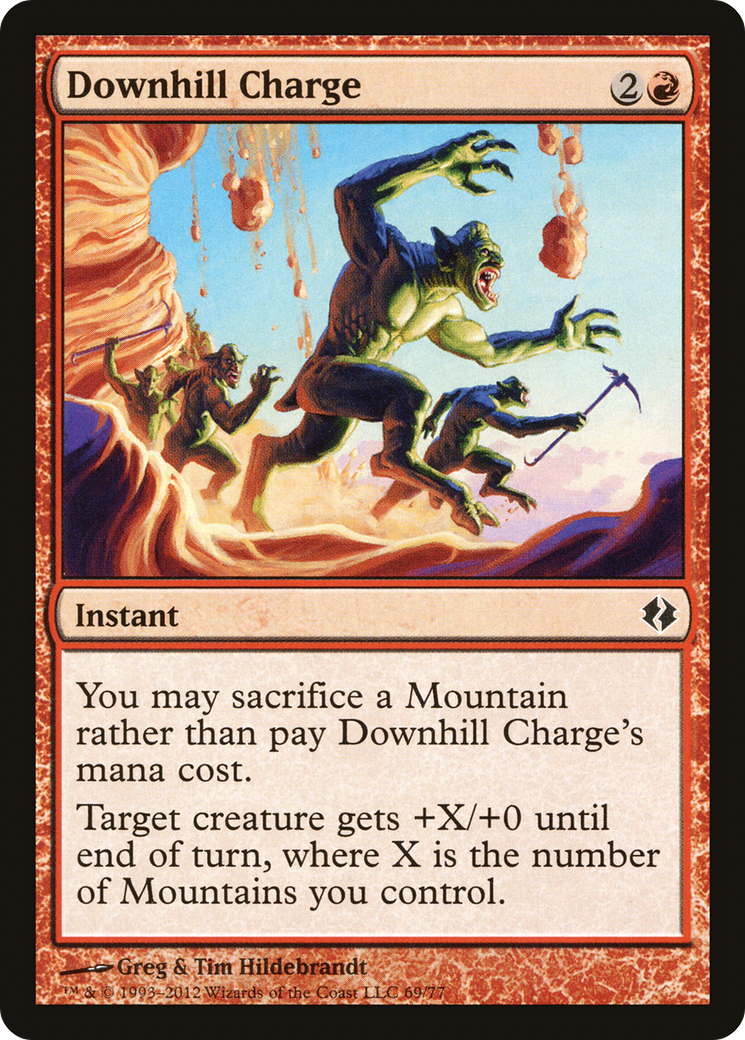 Downhill Charge 2
Instant
You may sacrifice a Mountain
rather than pay Downhill Charge's
mana cost.
Target creature gets +X/+0 until
end of turn, where X is the number
of Mountains you control.
Greg & Tim Hildebrandt
™ & © 1993–2012 Wizards of the Coast LLC 69/77